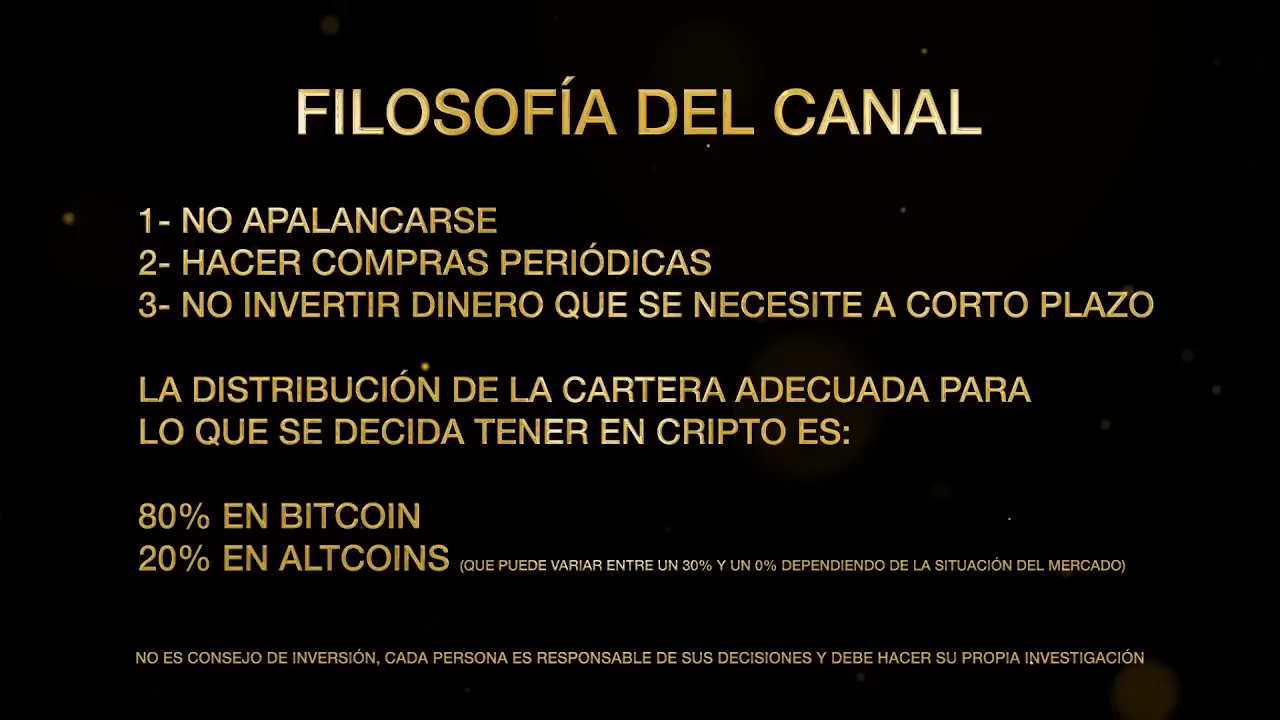 FILOSOFÍA DEL CANAL
1- NO APALANCARSE
2- HACER COMPRAS PERIÓDICAS
3- NO INVERTIR DINERO QUE SE NECESITE A CORTO PLAZO
LA DISTRIBUCIÓN DE LA CARTERA ADECUADA PARA
LO QUE SE DECIDA TENER EN CRIPTO ES:
80% EN BITCOIN
20% EN ALTCOINS (QUE PUEDE VARIAR ENTRE UN 30% Y UN 0% DEPENDIENDO DE LA SITUACIÓN DEL MERCADO)
NO ES CONSEJO DE INVERSIÓN, CADA PERSONA ES RESPONSABLE DE SUS DECISIONES Y DEBE HACER SU PROPIA INVESTIGACIÓN